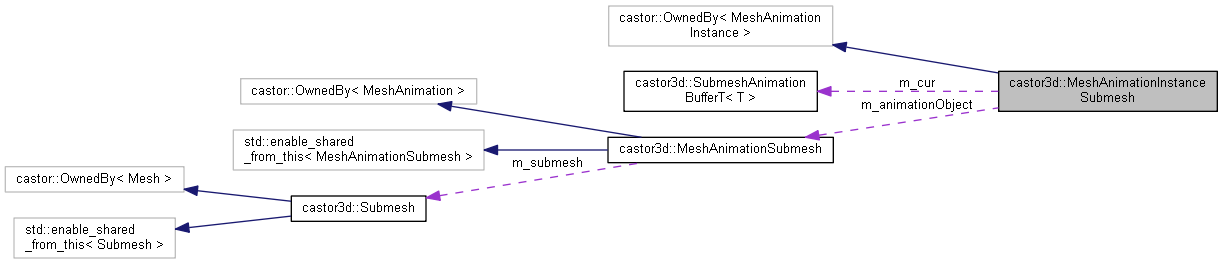 castor::OwnedBy< MeshAnimation
Instance >
castor3d::SubmeshAnimation
BufferT< T >
m_cur
castor3d::MeshAnimationInstance
Submesh
m_animationObject
castor::OwnedBy< MeshAnimation >
std::enable_shared
_from_this< MeshAnimationSubmesh >
castor3d::MeshAnimationSubmesh
m_submesh
castor::OwnedBy< Mesh >
castor3d::Submesh
std::enable_shared
_from_this< Submesh >